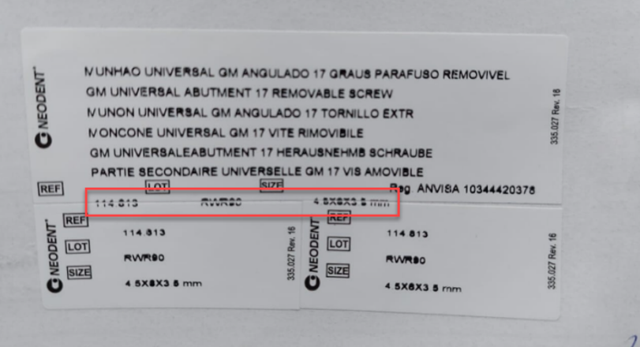 NEODENT
MUNHAO UNIVERSAL GM ANGULADO 17 GRAUS PARAFUSO REMOVIVEL
GM UNIVERSAL ABUTMENT 17 REMOVABLE SCREW
MUNON UNIVERSAL GM ANGULADO 17 TORNILLO EXTR
MONCONE UNIVERSAL GM 17 VITE RIMOVIBILE
GM UNIVERSALEABUTMENT 17 HERAUSNEHMB SCHRAUBE
PARTIE SECONDAIRE UNIVERSELLE GM 17 VIS AMOVIBLE
335.027 Rev. 16
REF LOT SIZE Reg ANVISA 10344420376
114.813 RWR90 4.5X6X3.5 mm
NEODENT
REF 114.813
LOT RWR90
SIZE 4.5X6X3.5 mm
335.027 Rev. 16
NEODENT
REF 114.813
LOT RWR90
SIZE 4.5X6X3.5 mm
335.027 Rev. 16